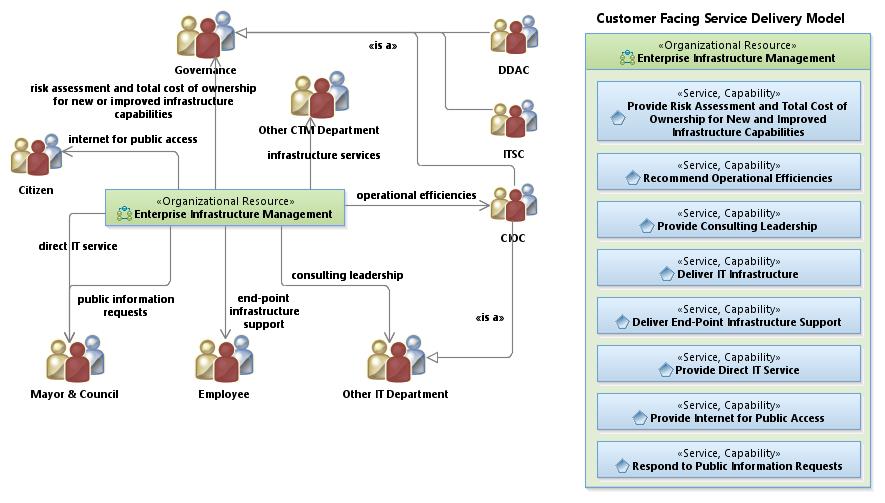 Customer Facing Service Delivery Model
Governance
«is a»
DDAC
risk assessment and total cost of ownership
for new or improved infrastructure
capabilities
Other CTM Department
ITSC
internet for public access
infrastructure services
Citizen
«Organizational Resource»
Enterprise Infrastructure Management
operational efficiencies
CIOC
direct IT service
consulting leadership
public information
requests
end-point
infrastructure
support
«is a»
Mayor & Council
Employee
Other IT Department
«Organizational Resource»
Enterprise Infrastructure Management
«Service, Capability»
Provide Risk Assessment and Total Cost of
Ownership for New and Improved
Infrastructure Capabilities
«Service, Capability»
Recommend Operational Efficiencies
«Service, Capability»
Provide Consulting Leadership
«Service, Capability»
Deliver IT Infrastructure
«Service, Capability»
Deliver End-Point Infrastructure Support
«Service, Capability»
Provide Direct IT Service
«Service, Capability»
Provide Internet for Public Access
«Service, Capability»
Respond to Public Information Requests